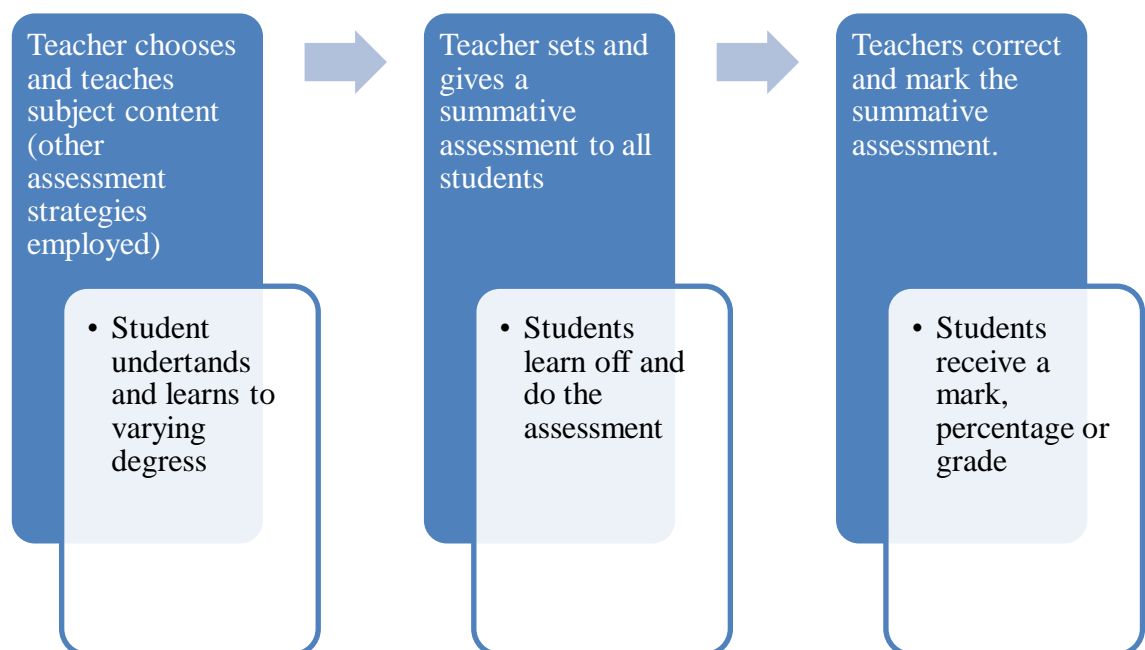 Teacher chooses
and teaches
subject content
(other
assessment
strategies
employed)
• Student
undertands
and learns to
varying
degress
Teacher sets and
gives a
summative
assessment to all
students
• Students
learn off and
do the
assessment
Teachers correct
and mark the
summative
assessment.
• Students
receive a
mark,
percentage or
grade